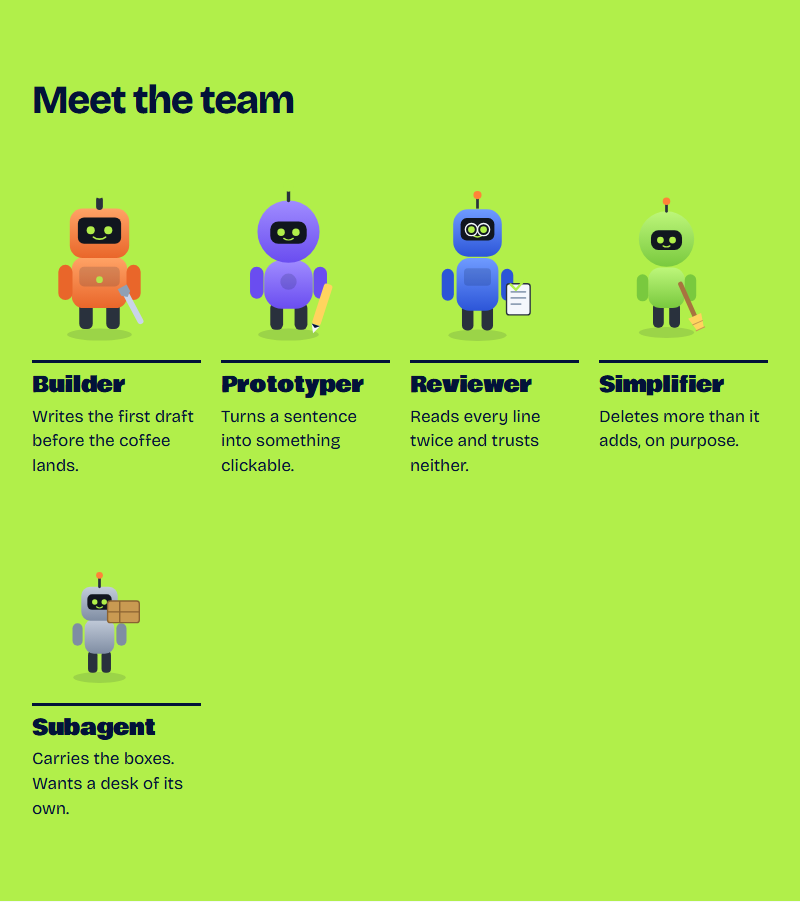 Meet the team
Builder
Writes the first draft
before the coffee
lands.
Prototyper
Turns a sentence
into something
clickable.
Reviewer
Reads every line
twice and trusts
neither.
Simplifier
Deletes more than it
adds, on purpose.
Subagent
Carries the boxes.
Wants a desk of its
own.